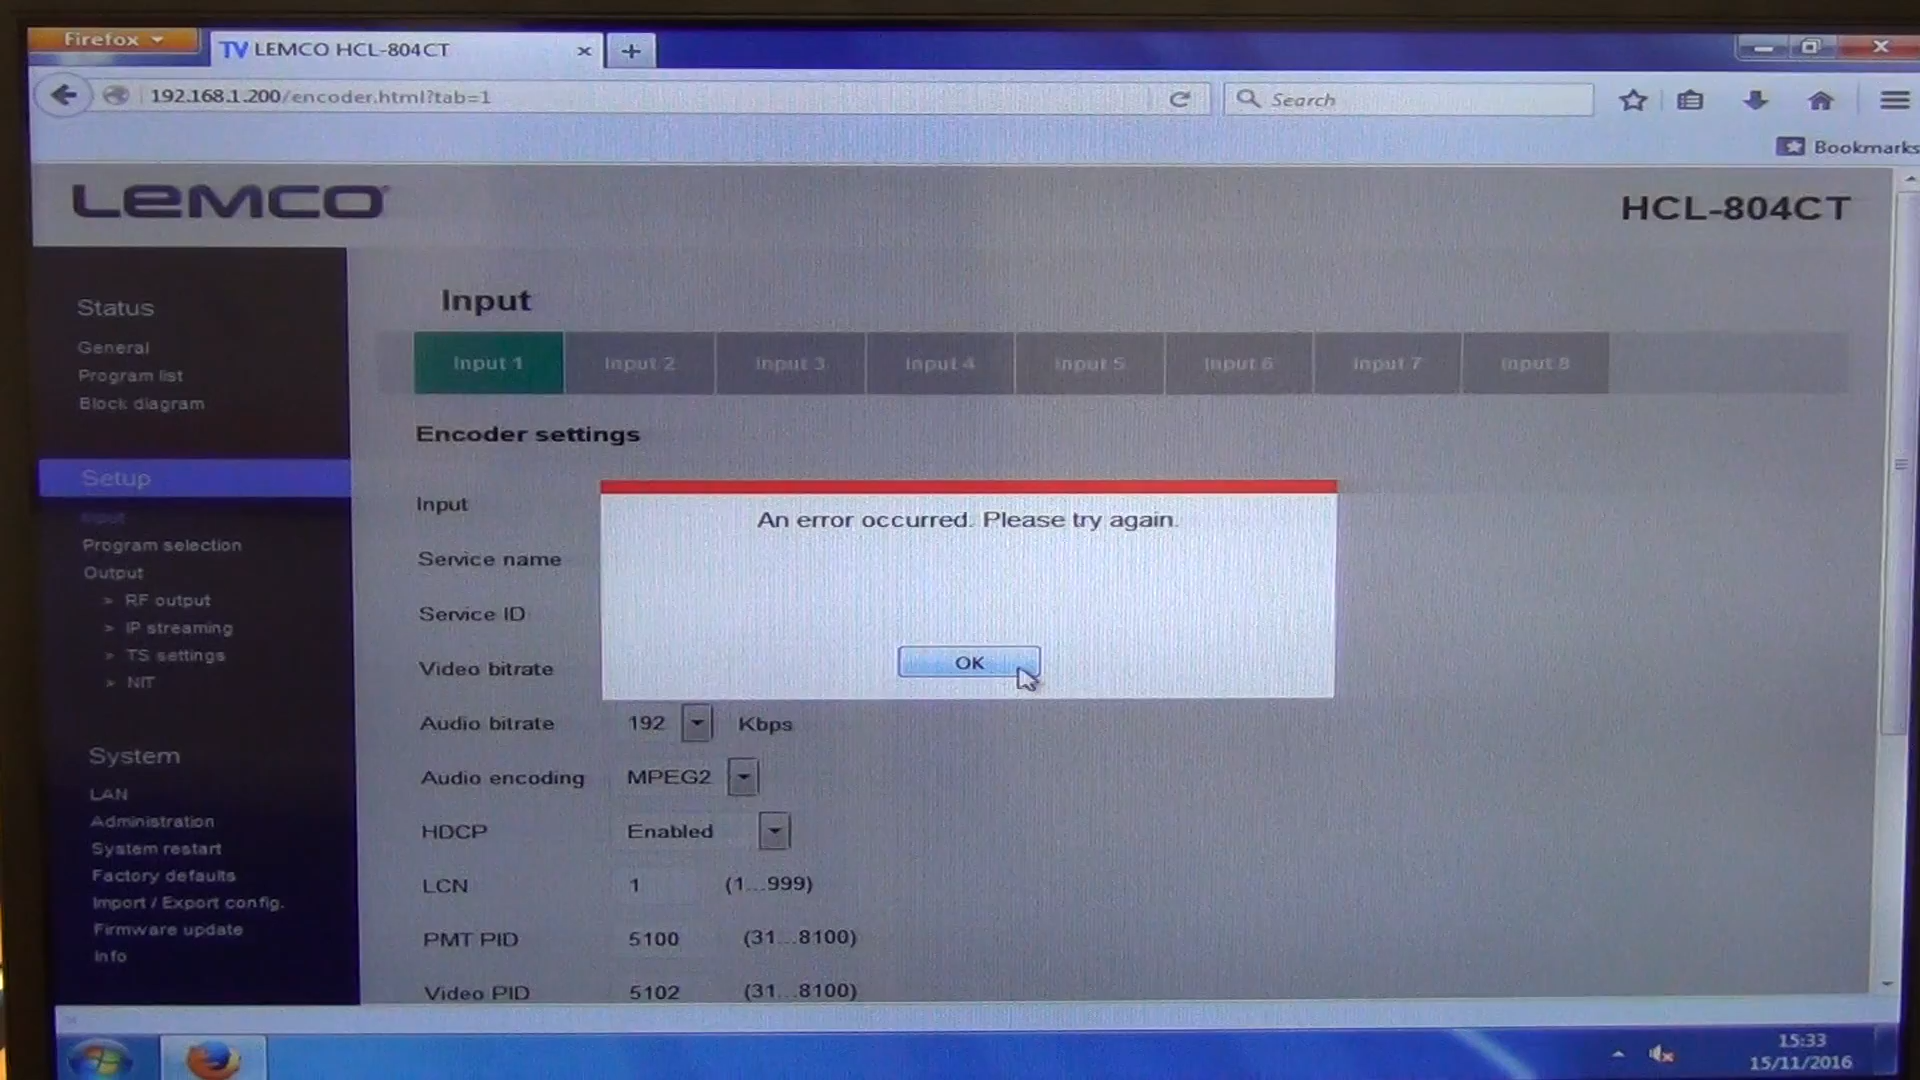 Firefox
TV LEMCO HCL-804CT
192.168.1.200/encoder.html?tab=1
Search
Bookmarks
LEMCO
HCL-804CT
Status
General
Program list
Block diagram
Setup
Input
Program selection
Output
> RF output
> IP streaming
> TS settings
> NIT
System
LAN
Administration
System restart
Factory defaults
Import / Export config.
Firmware update
Info
Input
Input 1 Input 2 Input 3 Input 4 Input 5 Input 6 Input 7 Input 8
Encoder settings
Input
Service name
Service ID
Video bitrate
An error occurred. Please try again.
OK
Audio bitrate 192 Kbps
Audio encoding MPEG2
HDCP Enabled
LCN 1 (1...999)
PMT PID 5100 (31...8100)
Video PID 5102 (31...8100)
15:33
15/11/2016